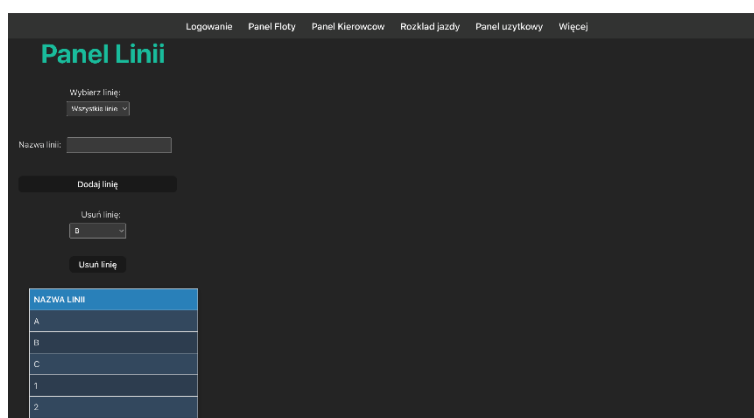 Logowanie Panel Floty Panel Kierowcow Rozkład jazdy Panel uzytkowy Więcej
Panel Linii
Wybierz linię:
Wszystkie linie
Nazwa linii:
Dodaj linię
Usuń linię:
B
Usuń linię
NAZWA LINII
A
B
C
1
2